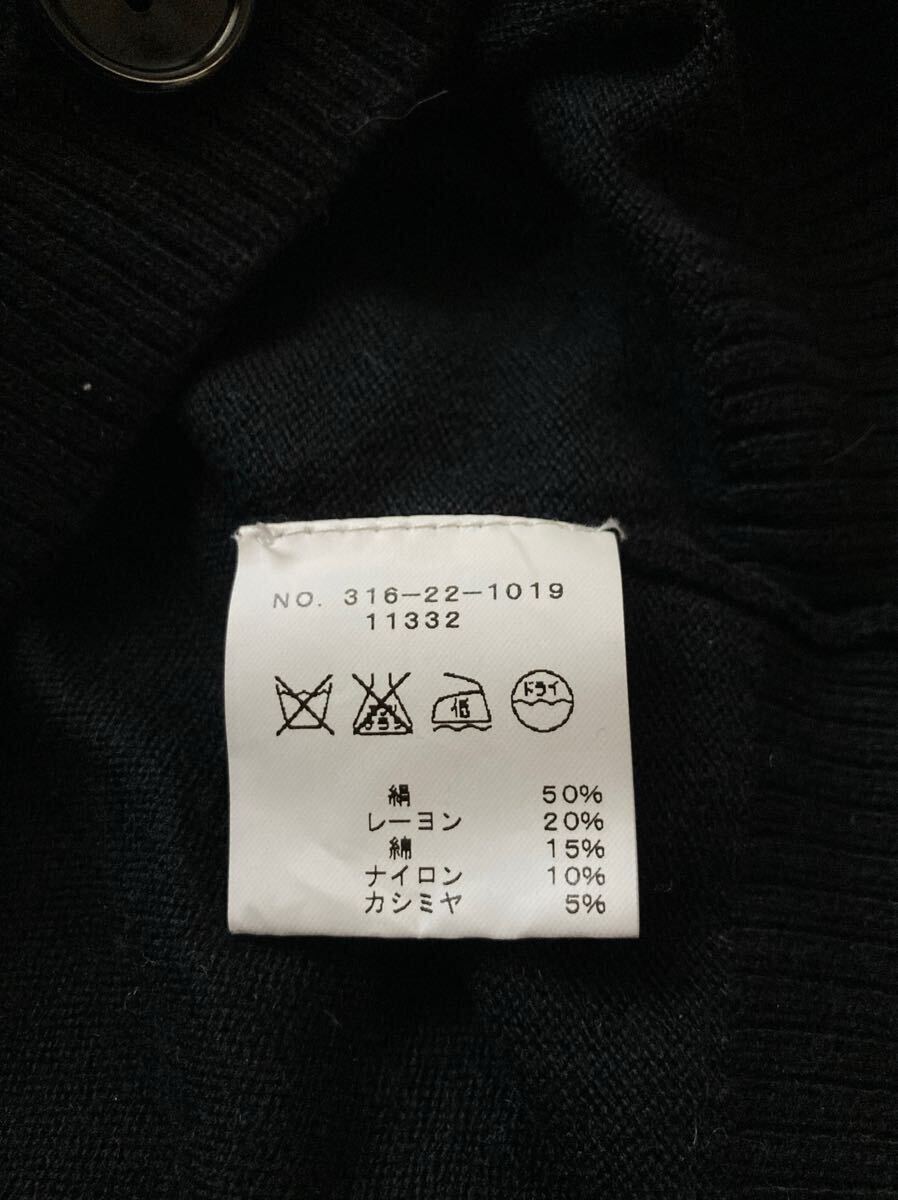 NO. 316-22-1019
11332
低 ドライ
絹 50%
レーヨン 20%
綿 15%
ナイロン 10%
カシミヤ 5%